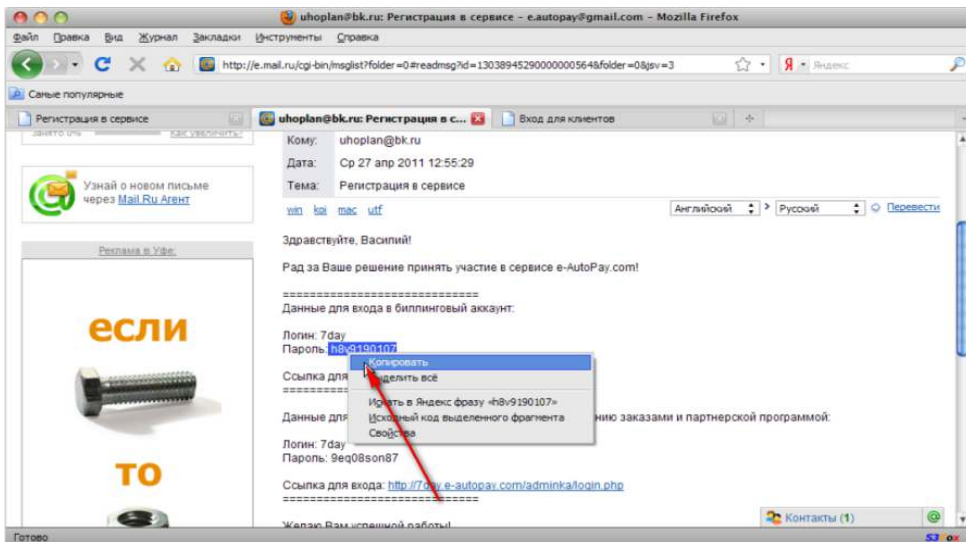 uhoplan@bk.ru: Регистрация в сервисе - e.autopay@gmail.com - Mozilla Firefox
Файл Правка Вид Журнал Закладки Инструменты Справка
http://e.mail.ru/cgi-bin/msglist?folder=0#readmsg?id=13038945290000000564&folder=0&jsv=3
Яндекс
Самые популярные
Регистрация в сервисе
uhoplan@bk.ru: Регистрация в с...
Вход для клиентов
Занято 0% Как увеличить?
Кому: uhoplan@bk.ru
Дата: Ср 27 апр 2011 12:55:29
Тема: Регистрация в сервисе
Узнай о новом письме
через Mail.Ru Агент
win koi mac utf
Английский > Русский Перевести
Реклама в Уфе:
если
то
Здравствуйте, Василий!
Рад за Ваше решение принять участие в сервисе e-AutoPay.com!
=============================
Данные для входа в биллинговый аккаунт:
Логин: 7day
Пароль: h8v9190107
Копировать
Выделить всё
Искать в Яндекс фразу «h8v9190107»
Исходный код выделенного фрагмента
Свойства
Ссылка для
Данные для нию заказами и партнерской программой:
Логин: 7day
Пароль: 9eq08son87
Ссылка для входа: http://7day.e-autopay.com/adminka/login.php
=============================
Желаю Вам успешной работы!
Контакты (1)
Готово